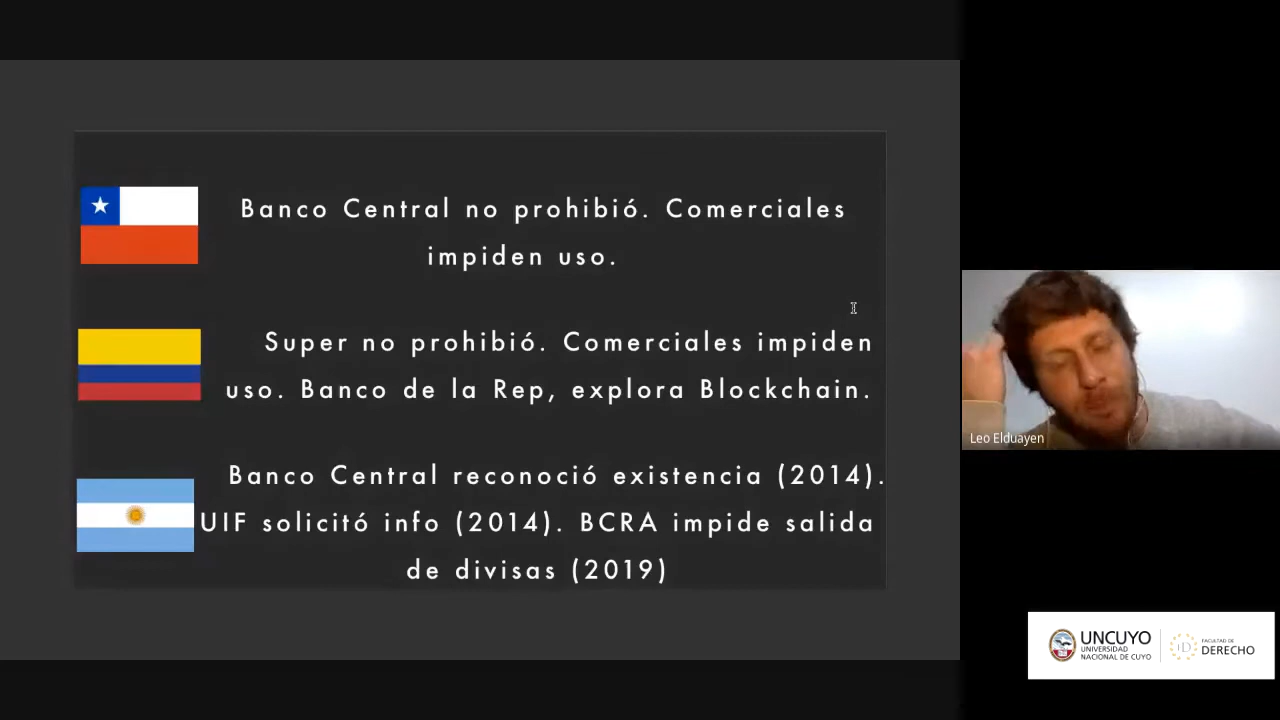 Banco Central no prohibió. Comerciales
impiden uso.
Super no prohibió. Comerciales impiden
uso. Banco de la Rep, explora Blockchain.
Banco Central reconoció existencia (2014).
UIF solicitó info (2014). BCRA impide salida
de divisas (2019)
Leo Elduayen
UNCUYO
UNIVERSIDAD
NACIONAL DE CUYO
FACULTAD DE
DERECHO